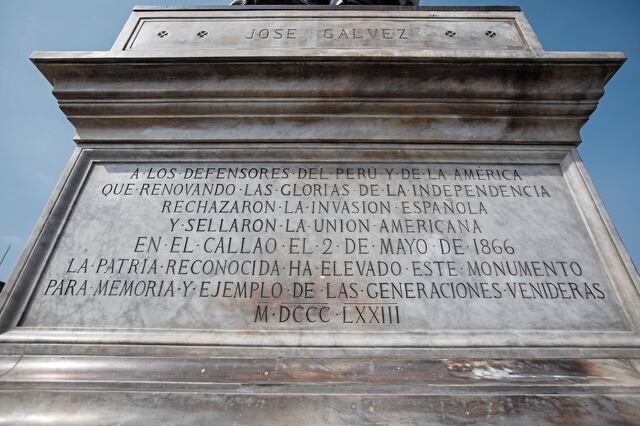 JOSE GALVEZ
A·LOS·DEFENSORES·DEL·PERÚ·Y·DE·LA·AMÉRICA
QUE·RENOVANDO·LAS·GLORIAS·DE·LA·INDEPENDENCIA
RECHAZARON·LA·INVASION·ESPAÑOLA
Y·SELLARON·LA·UNION·AMERICANA
EN·EL·CALLAO·EL·2·DE·MAYO·DE·1866
LA·PATRIA·RECONOCIDA·HA·ELEVADO·ESTE·MONUMENTO
PARA·MEMORIA·Y·EJEMPLO·DE·LAS·GENERACIONES·VENIDERAS
M·DCCC·LXXIII